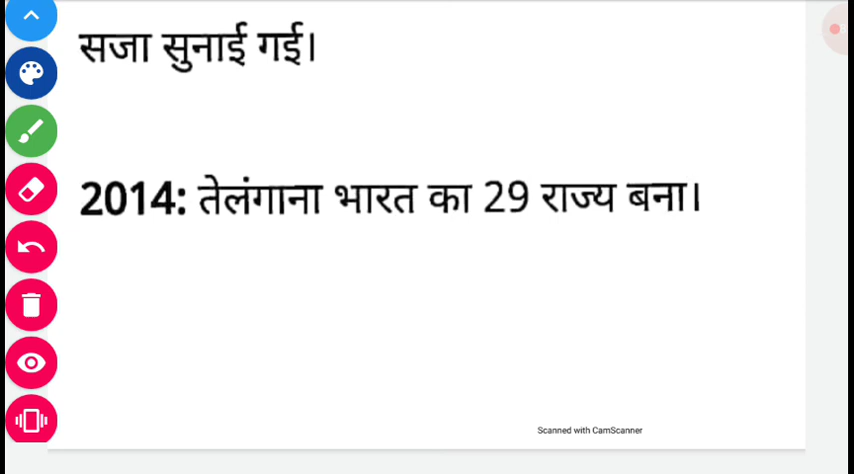 सजा सुनाई गई।
2014: तेलंगाना भारत का 29 राज्य बना।
Scanned with CamScanner